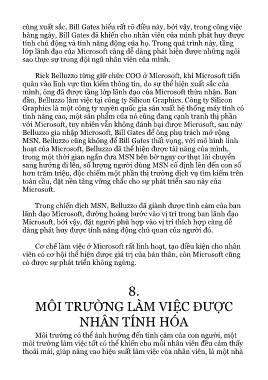 cùng xuất sắc. Bill Gates hiểu rất rõ điều này, bởi vậy, trong công việc
hàng ngày, Bill Gates đã khiến cho nhân viên của mình phát huy được
tính chủ động và tính năng động của họ. Trong quá trình này, tầng
lớp lãnh đạo của Microsoft càng dễ dàng phát hiện được những ngôi
sao thực sự trong đội ngũ nhân viên của mình.
Rick Belluzzo từng giữ chức COO ở Microsoft, khi Microsoft tiến
quân vào lĩnh vực tìm kiếm thông tin, do sự thể hiện xuất sắc của
mình, ông đã được tầng lớp lãnh đạo của Microsoft thừa nhận. Ban
đầu, Belluzzo làm việc tại công ty Silicon Graphics. Công ty Silicon
Graphics là một công ty xuyên quốc gia sản xuất hệ thống máy tính có
tính năng cao, một sản phẩm của nó cũng đang cạnh tranh thị phần
với Microsoft, tuy nhiên vẫn không đánh bại được Microsoft, sau này
Belluzzo gia nhập Microsoft, Bill Gates để ông phụ trách mở rộng
MSN. Belluzzo cũng không để Bill Gates thất vọng, với mô hình linh
hoạt của Microsoft, Belluzzo đã thể hiện được tài năng của mình,
trong một thời gian ngắn đưa MSN bên bờ nguy cơ thụt lùi chuyển
sang hướng đi lên, số lượng người dùng MSN cố định lên đến con số
hơn trăm triệu, độc chiếm một phần thị trường dịch vụ tìm kiếm trên
toàn cầu, đặt nền tảng vững chắc cho sự phát triển sau này của
Microsoft.
Trong chiến dịch MSN, Belluzzo đã giành được tình cảm của ban
lãnh đạo Microsoft, đường hoàng bước vào vị trí trong ban lãnh đạo
Microsoft, bởi vậy, đặt người phù hợp vào vị trí thích hợp càng dễ
dàng phát huy được tính năng động chủ quan của người đó.
Cơ chế làm việc ở Microsoft rất linh hoạt, tạo điều kiện cho nhân
viên có cơ hội thể hiện được giá trị của bản thân, còn Microsoft cũng
có được sự phát triển không ngừng.
8.
MÔI TRƯỜNG LÀM VIỆC ĐƯỢC
NHÂN TÍNH HÓA
Môi trường có thể ảnh hưởng đến tình cảm của con người, một
môi trường làm việc tốt có thể khiến cho mỗi nhân viên đều cảm thấy
thoải mái, giúp nâng cao hiệu suất làm việc của nhân viên, là một nhà